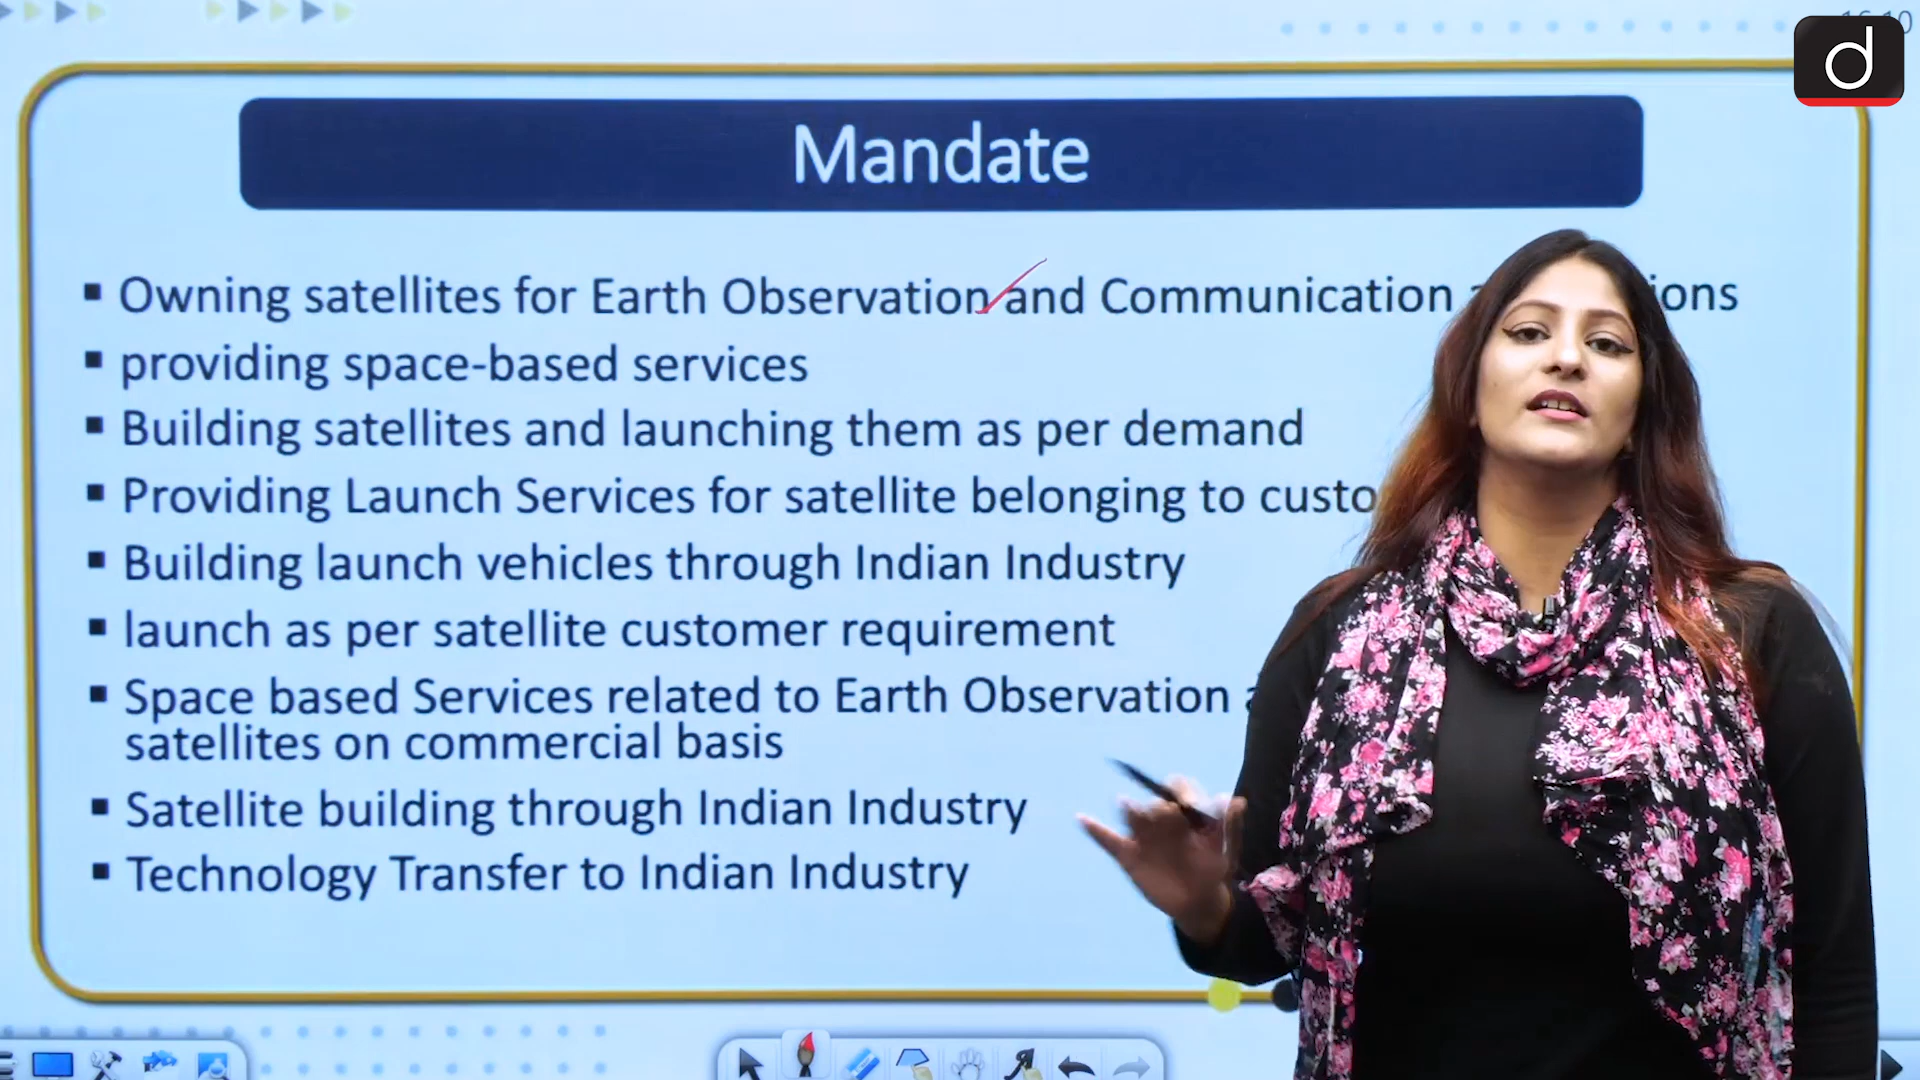 16:10
d
Mandate
▪ Owning satellites for Earth Observation and Communication
▪ providing space-based services
▪ Building satellites and launching them as per demand
▪ Providing Launch Services for satellite belonging to
▪ Building launch vehicles through Indian Industry
▪ launch as per satellite customer requirement
▪ Space based Services related to Earth Observation
satellites on commercial basis
▪ Satellite building through Indian Industry
▪ Technology Transfer to Indian Industry